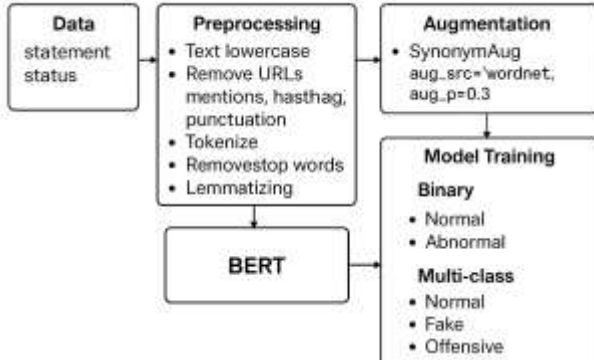 Data
statement
status
Preprocessing
• Text lowercase
• Remove URLs
mentions, hasthag,
punctuation
• Tokenize
• Removestop words
• Lemmatizing
Augmentation
• SynonymAug
aug_src='wordnet,
aug_p=0.3
BERT
Model Training
Binary
• Normal
• Abnormal
Multi-class
• Normal
• Fake
• Offensive